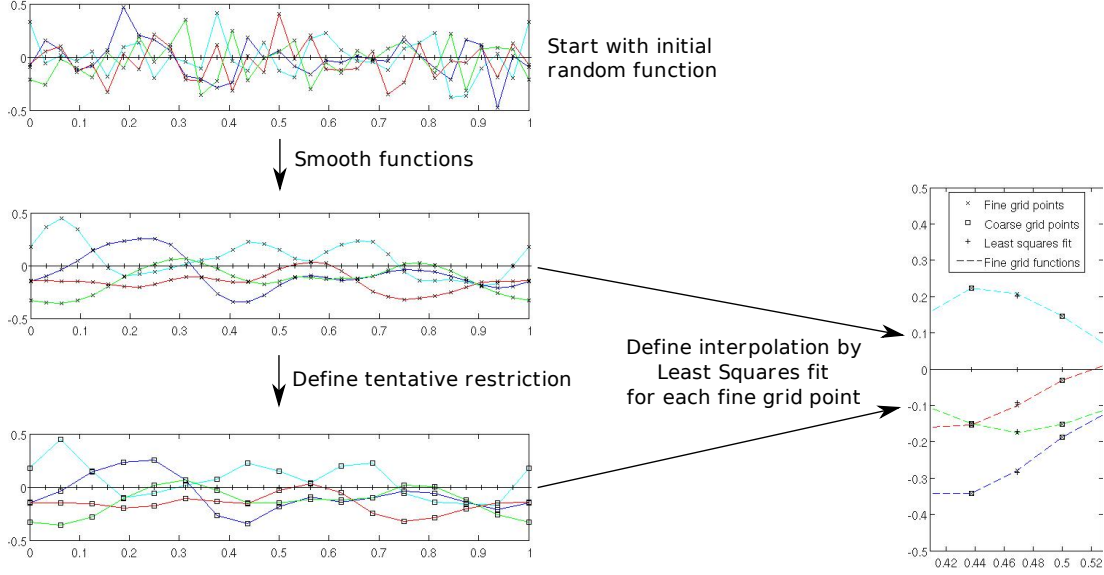 0.5
0
-0.5
0 0.1 0.2 0.3 0.4 0.5 0.6 0.7 0.8 0.9 1
Start with initial
random function
Smooth functions
0.5
0
-0.5
0 0.1 0.2 0.3 0.4 0.5 0.6 0.7 0.8 0.9 1
Define tentative restriction
0.5
0
-0.5
0 0.1 0.2 0.3 0.4 0.5 0.6 0.7 0.8 0.9 1
Define interpolation by
Least Squares fit
for each fine grid point
0.5
0.4
0.3
0.2
0.1
0
-0.1
-0.2
-0.3
-0.4
-0.5
0.42 0.44 0.46 0.48 0.5 0.52
Fine grid points
Coarse grid points
Least squares fit
Fine grid functions